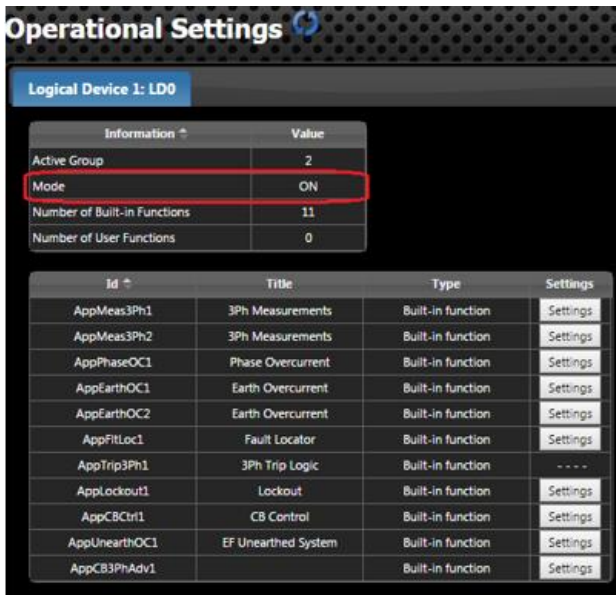 Operational Settings
Logical Device 1: LD0
Information Value
Active Group 2
Mode ON
Number of Built-in Functions 11
Number of User Functions 0
Id Title Type Settings
AppMeas3Ph1 3Ph Measurements Built-in function Settings
AppMeas3Ph2 3Ph Measurements Built-in function Settings
AppPhaseOC1 Phase Overcurrent Built-in function Settings
AppEarthOC1 Earth Overcurrent Built-in function Settings
AppEarthOC2 Earth Overcurrent Built-in function Settings
AppFltLoc1 Fault Locator Built-in function Settings
AppTrip3Ph1 3Ph Trip Logic Built-in function ----
AppLockout1 Lockout Built-in function Settings
AppCBCtrl1 CB Control Built-in function Settings
AppUnearthOC1 EF Unearthed System Built-in function Settings
AppCB3PhAdv1 Built-in function Settings